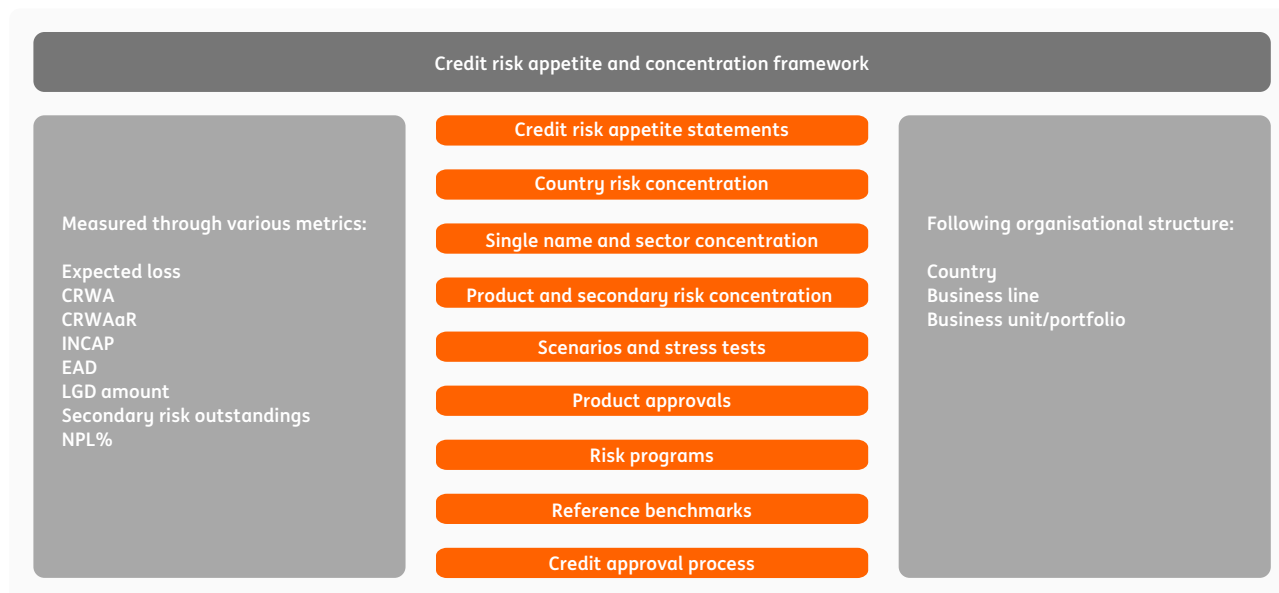 Credit risk appetite and concentration framework
Measured through various metrics:
Expected loss
CRWA
CRWAaR
INCAP
EAD
LGD amount
Secondary risk outstandings
NPL%
Credit risk appetite statements
Country risk concentration
Single name and sector concentration
Product and secondary risk concentration
Scenarios and stress tests
Product approvals
Risk programs
Reference benchmarks
Credit approval process
Following organisational structure:
Country
Business line
Business unit/portfolio